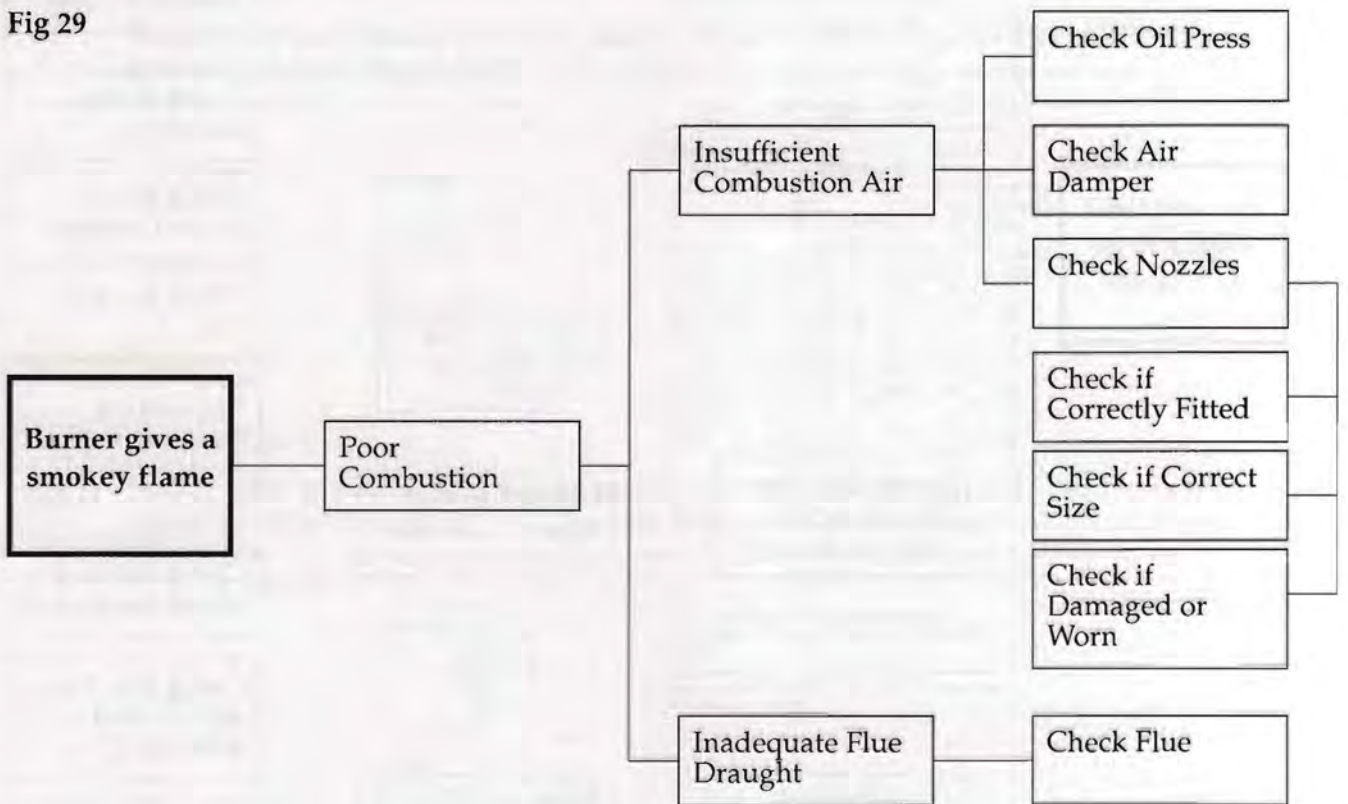 Fig 29
Check Oil Press
Insufficient
Combustion Air
Check Air
Damper
Check Nozzles
Check if
Correctly Fitted
Burner gives a
smokey flame
Poor
Combustion
Check if Correct
Size
Check if
Damaged or
Worn
Inadequate Flue
Draught
Check Flue